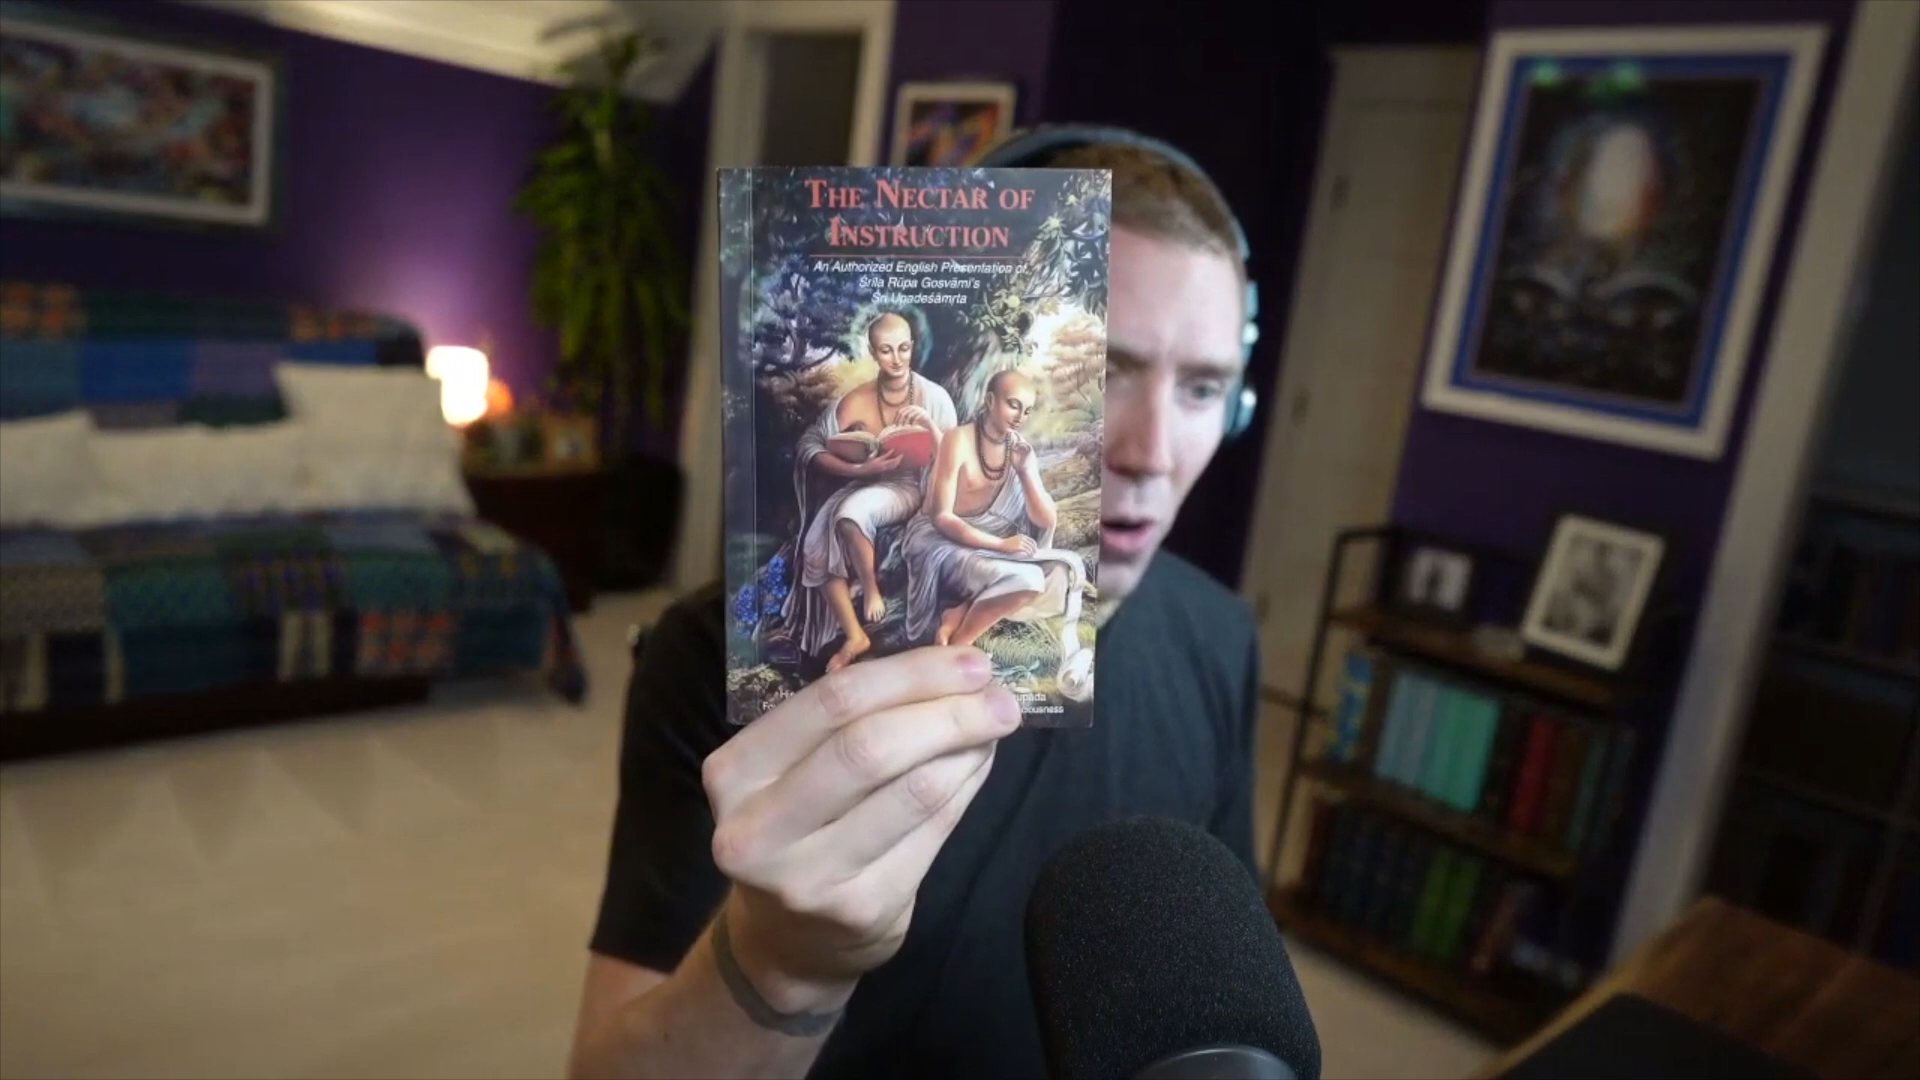 THE NECTAR OF
INSTRUCTION
An Authorized English Presentation of
Śrīla Rūpa Gosvāmī's
Śrī Upadeśāmṛta